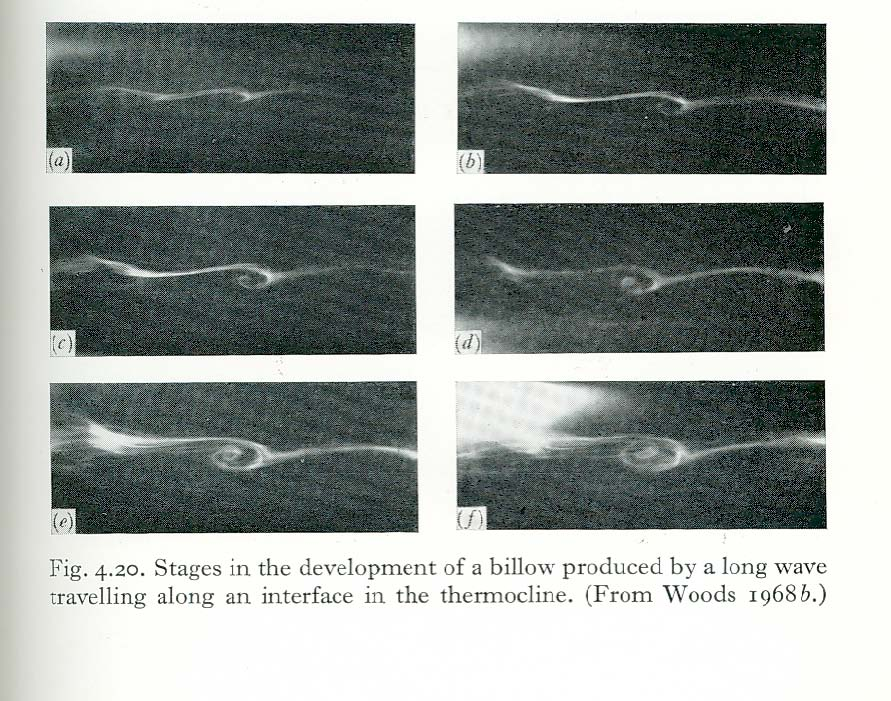 (a)
(b)
(c)
(d)
(e)
(f)
Fig. 4.20. Stages in the development of a billow produced by a long wave
travelling along an interface in the thermocline. (From Woods 1968b.)